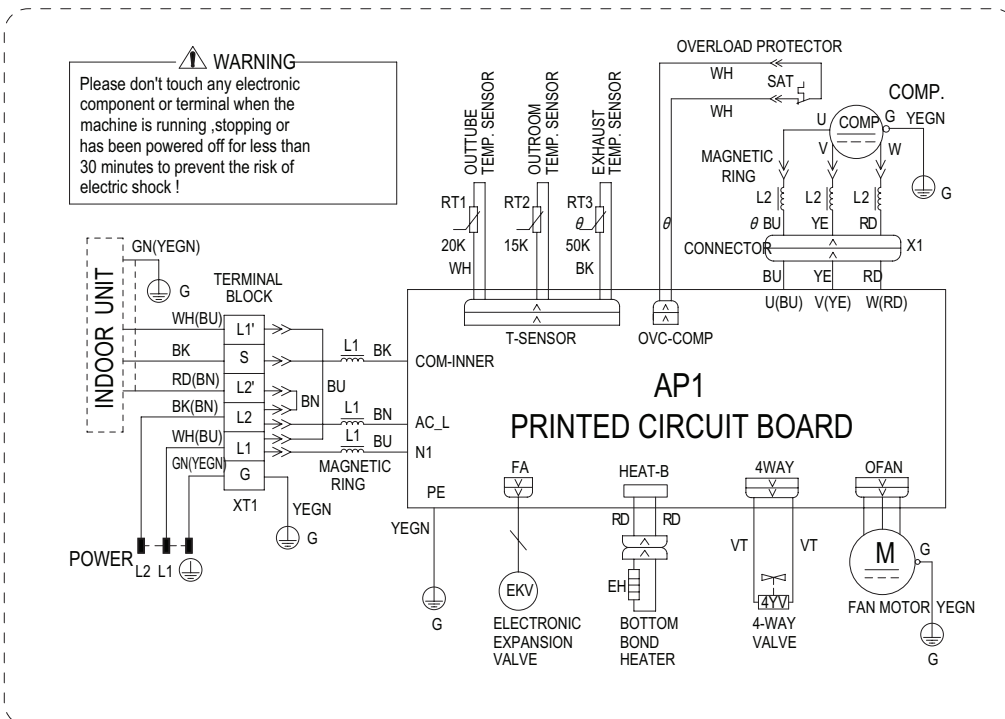 WARNING
Please don't touch any electronic
component or terminal when the
machine is running ,stopping or
has been powered off for less than
30 minutes to prevent the risk of
electric shock !
OVERLOAD PROTECTOR
WH
SAT
WH
COMP.
U
COMP
G
YEGN
V
W
G
MAGNETIC
RING
L2
L2
L2
θ
BU
YE
RD
CONNECTOR
X1
BU
YE
RD
U(BU)
V(YE)
W(RD)
OUTTUBE
TEMP. SENSOR
OUTROOM
TEMP. SENSOR
EXHAUST
TEMP. SENSOR
RT1
RT2
RT3
θ
θ
20K
15K
50K
WH
BK
T-SENSOR
OVC-COMP
GN(YEGN)
G
INDOOR UNIT
TERMINAL
BLOCK
WH(BU)
L1'
BK
S
L1
BK
COM-INNER
RD(BN)
L2'
BU
BN
BK(BN)
L2
L1
BN
AC_L
WH(BU)
L1
L1
BU
N1
GN(YEGN)
G
MAGNETIC
RING
XT1
YEGN
G
POWER
L2
L1
AP1
PRINTED CIRCUIT BOARD
PE
YEGN
G
FA
EKV
ELECTRONIC
EXPANSION
VALVE
HEAT-B
RD
RD
EH
BOTTOM
BOND
HEATER
4WAY
VT
VT
4YV
4-WAY
VALVE
OFAN
M
G
FAN MOTOR
YEGN
G